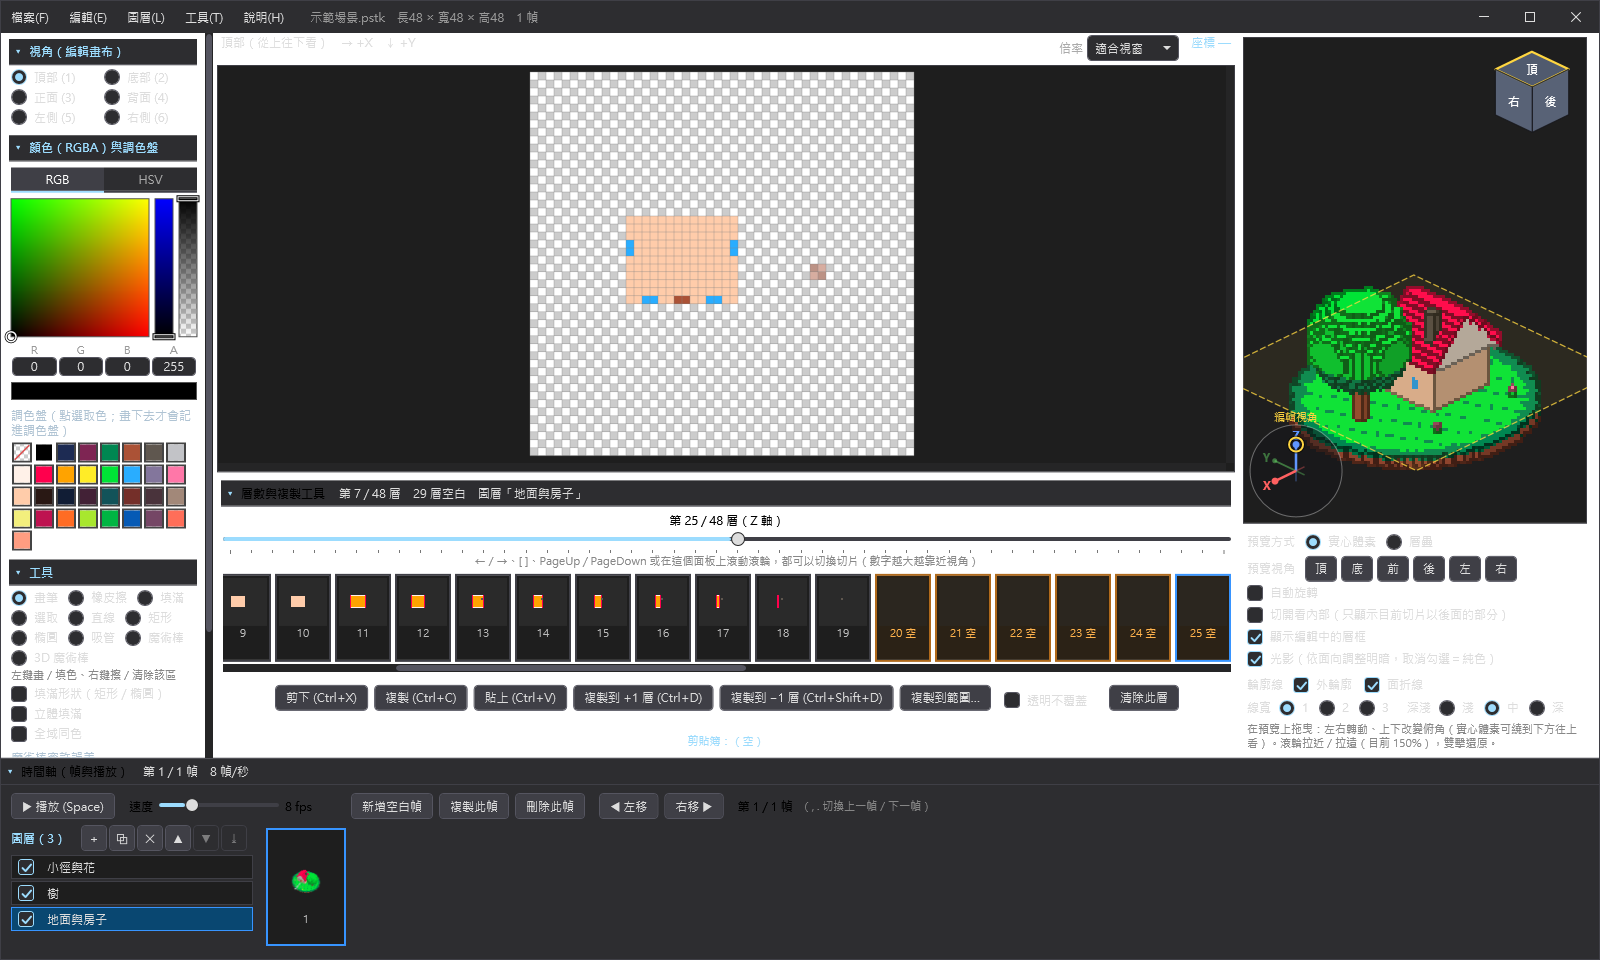 檔案(F) 編輯(E) 圖層(L) 工具(T) 說明(H) 示範場景.pstk 長48 × 寬48 × 高48 1 幀
視角（編輯畫布）
頂部 (1) 底部 (2)
正面 (3) 背面 (4)
左側 (5) 右側 (6)
顏色（RGBA）與調色盤
RGB HSV
R G B A
0 0 0 255
調色盤（點選取色；畫下去才會記
進調色盤）
工具
畫筆 橡皮擦 填滿
選取 直線 矩形
橢圓 吸管 魔術棒
3D 魔術棒
左鍵畫 / 填色、右鍵擦 / 清除該區
填滿形狀（矩形 / 橢圓）
立體填滿
全域同色
頂部（從上往下看） → +X ↓ +Y
倍率 適合視窗 座標 —
層數與複製工具 第 7 / 48 層 29 層空白 圖層「地面與房子」
第 25 / 48 層（Z 軸）
← / →、[ ]、PageUp / PageDown 或在這個面板上滾動滾輪，都可以切換切片（數字越大越靠近視角）
9 10 11 12 13 14 15 16 17 18 19 20 空 21 空 22 空 23 空 24 空 25 空
剪下 (Ctrl+X) 複製 (Ctrl+C) 貼上 (Ctrl+V) 複製到 +1 層 (Ctrl+D) 複製到 −1 層 (Ctrl+Shift+D) 複製到範圍... 透明不覆蓋 清除此層
剪貼簿：（空）
頂
右 後
編輯視角
Z
Y
X
預覽方式 實心體素 層疊
預覽視角 頂 底 前 後 左 右
自動旋轉
切開看內部（只顯示目前切片以後面的部分）
顯示編輯中的層框
光影（依面向調整明暗，取消勾選 = 純色）
輪廓線 外輪廓 面折線
線寬 1 2 3 深淺 淺 中 深
在預覽上拖曳：左右轉動、上下改變俯角（實心體素可繞到下方往上
看）。滾輪拉近 / 拉遠（目前 150%），雙擊還原。
時間軸（幀與播放） 第 1 / 1 幀 8 幀/秒
▶ 播放 (Space) 速度 8 fps 新增空白幀 複製此幀 刪除此幀 ◀ 左移 右移 ▶ 第 1 / 1 幀 （ , . 切換上一幀 / 下一幀）
圖層（3）
小徑與花
樹
地面與房子
1